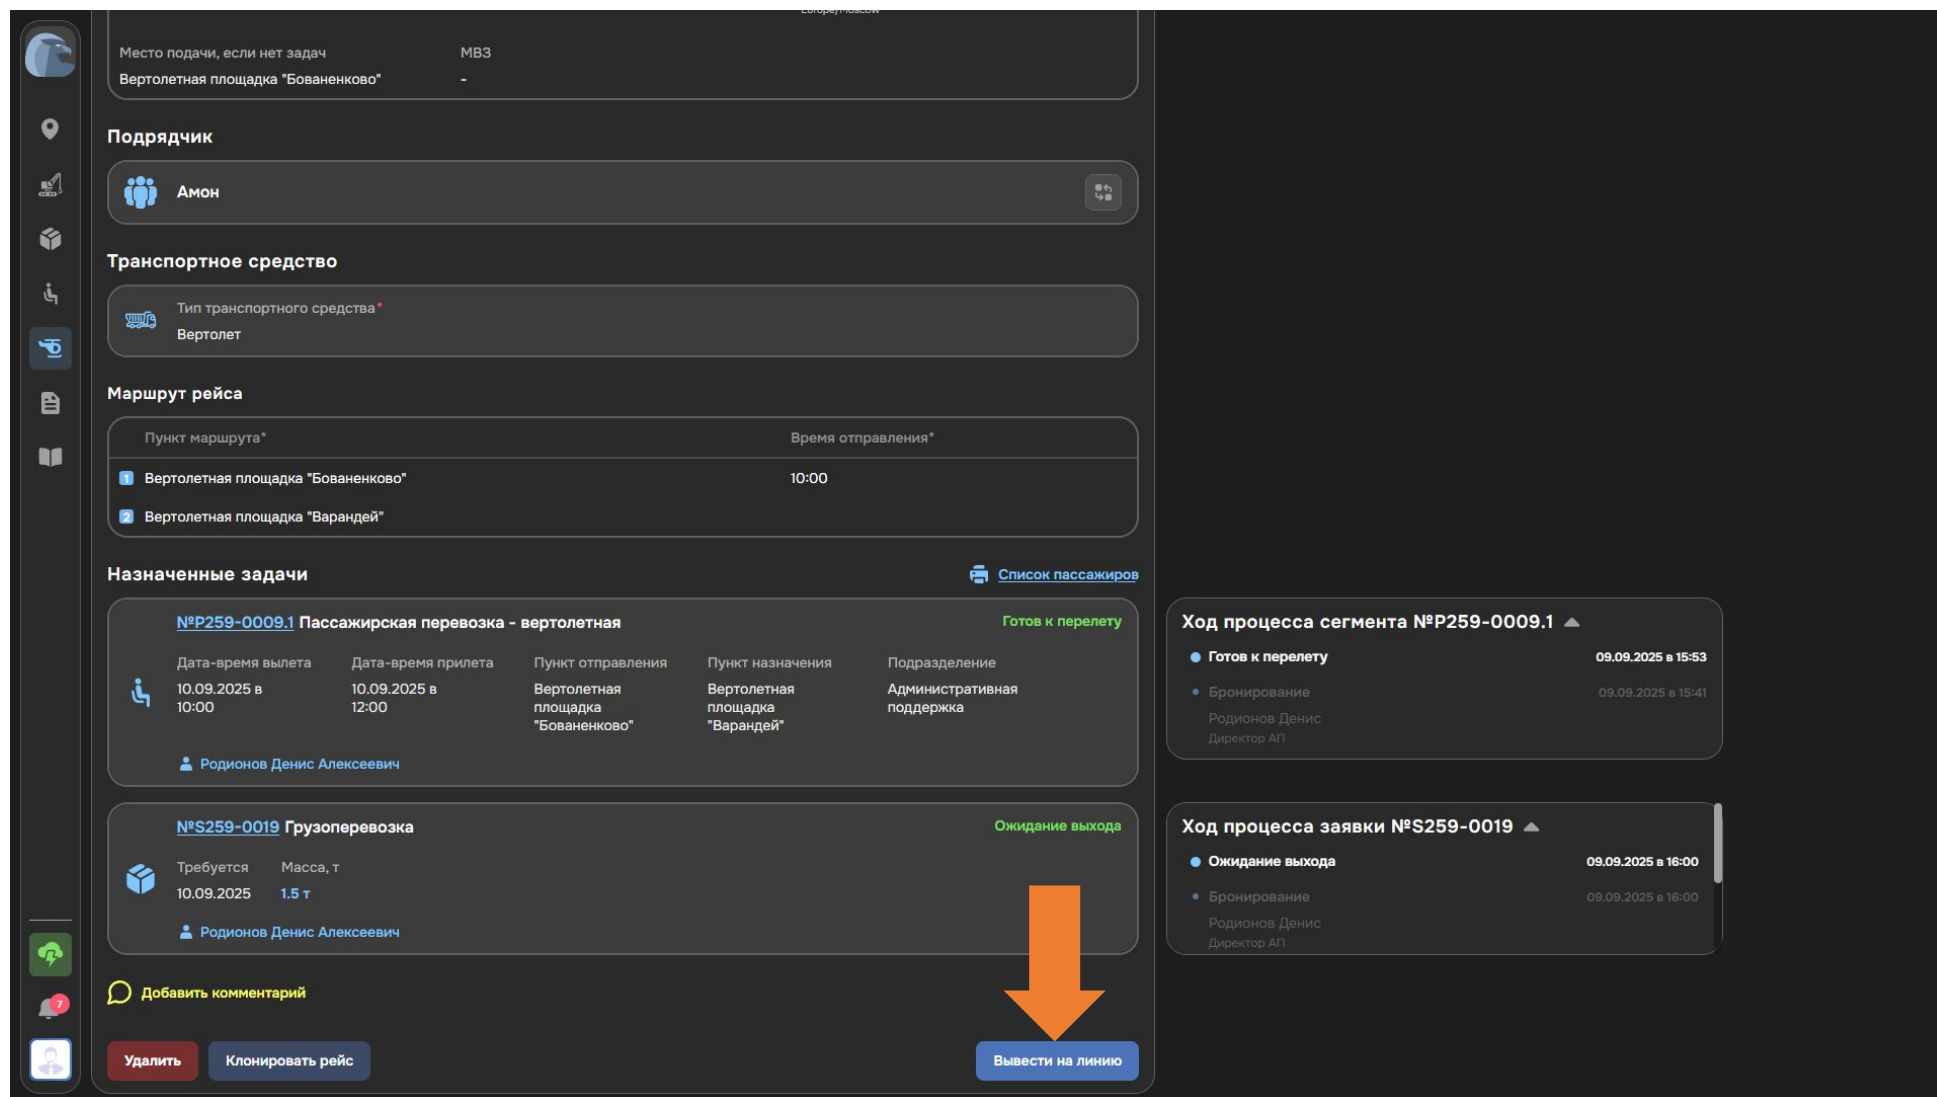 Europe/Moscow
Место подачи, если нет задач
МВЗ
Вертолетная площадка "Бованенково"
-
Подрядчик
Амон
Транспортное средство
Тип транспортного средства*
Вертолет
Маршрут рейса
Пункт маршрута*
Время отправления*
1 Вертолетная площадка "Бованенково"
10:00
2 Вертолетная площадка "Варандей"
Назначенные задачи
Список пассажиров
№P259-0009.1 Пассажирская перевозка - вертолетная
Готов к перелету
Дата-время вылета
Дата-время прилета
Пункт отправления
Пункт назначения
Подразделение
10.09.2025 в
10:00
10.09.2025 в
12:00
Вертолетная
площадка
"Бованенково"
Вертолетная
площадка
"Варандей"
Административная
поддержка
Родионов Денис Алексеевич
Ход процесса сегмента №P259-0009.1
Готов к перелету
09.09.2025 в 15:53
Бронирование
09.09.2025 в 15:41
Родионов Денис
Директор АП
№S259-0019 Грузоперевозка
Ожидание выхода
Требуется
Масса, т
10.09.2025
1.5 т
Родионов Денис Алексеевич
Ход процесса заявки №S259-0019
Ожидание выхода
09.09.2025 в 16:00
Бронирование
09.09.2025 в 16:00
Родионов Денис
Директор АП
Добавить комментарий
7
Удалить
Клонировать рейс
Вывести на линию